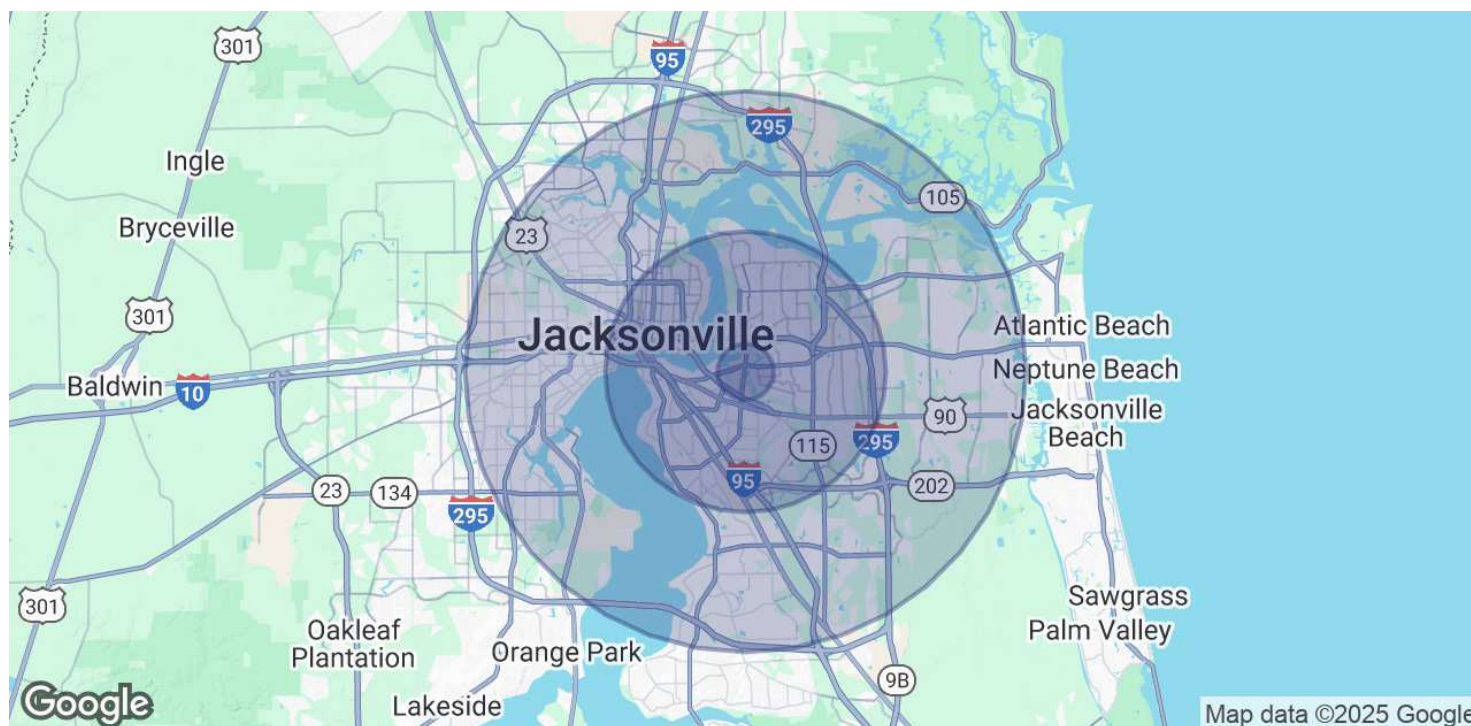 301
95
295
Ingle
105
Bryceville
23
301
Jacksonville
Atlantic Beach
Neptune Beach
Baldwin
10
Jacksonville
Beach
90
115
295
95
202
23
134
295
301
Sawgrass
Oakleaf
Plantation
Palm Valley
Orange Park
9B
Lakeside
Google
Map data ©2025 Google